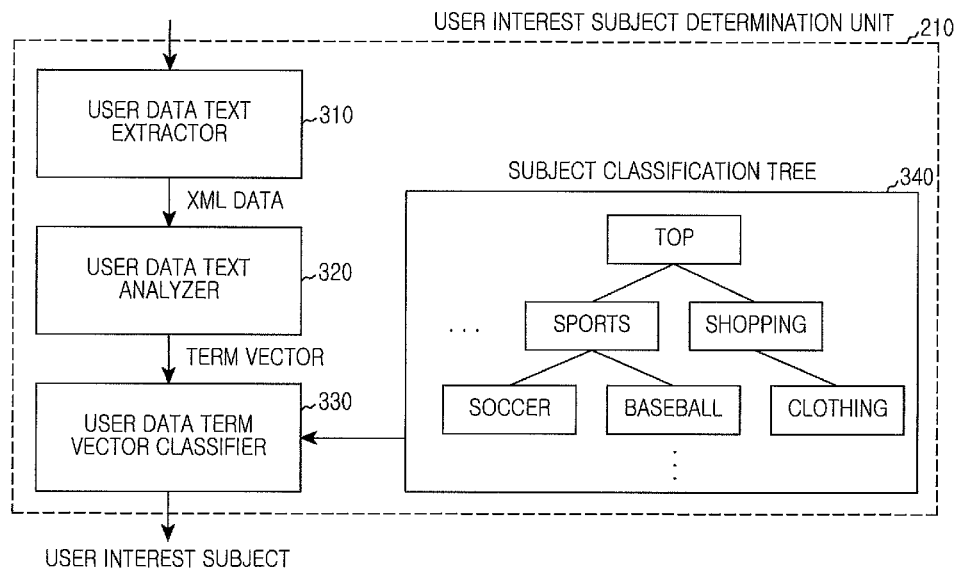 USER INTEREST SUBJECT DETERMINATION UNIT 210
USER DATA TEXT
EXTRACTOR
310
XML DATA
USER DATA TEXT
ANALYZER
320
TERM VECTOR
USER DATA TERM
VECTOR CLASSIFIER
330
USER INTEREST SUBJECT
SUBJECT CLASSIFICATION TREE
340
TOP
. . . SPORTS SHOPPING
SOCCER BASEBALL CLOTHING